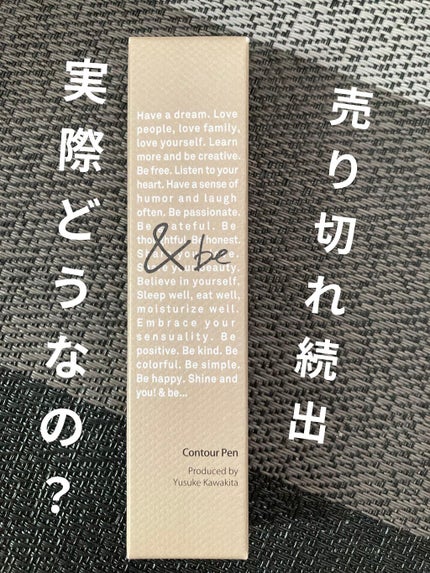 売り切れ続出
実際どうなの?
Have a dream. Love
people, love family,
love yourself. Learn
more and be creative.
Be free. Listen to your
heart. Have a sense of
humor and laugh
often. Be passionate.
Be grateful. Be
thoughtful. Be honest.
&be
your beauty.
Believe in yourself.
Sleep well, eat well,
moisturize well.
Embrace your
sensuality. Be
positive. Be kind. Be
colorful. Be simple.
Be happy. Shine and
you! & be...
Contour Pen
Produced by
Yusuke Kawakita